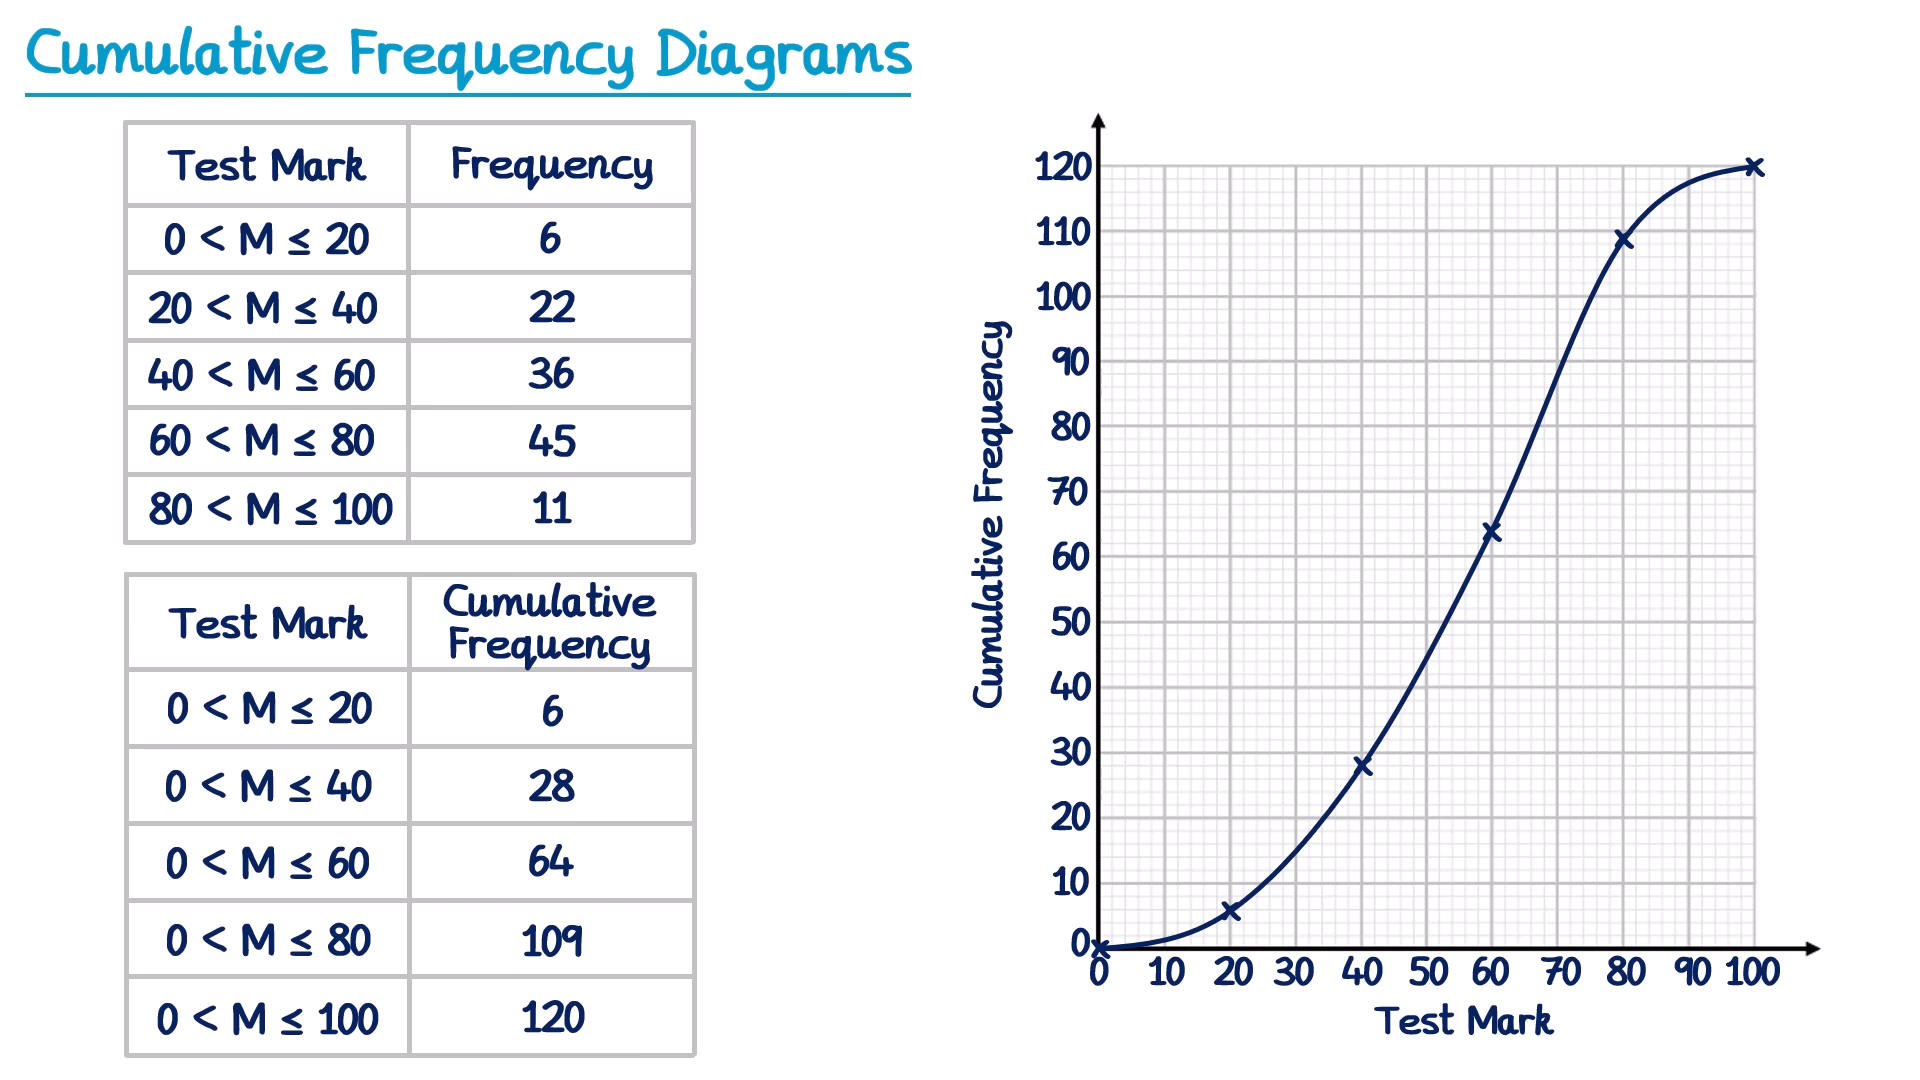 Cumulative Frequency Diagrams
Test Mark Frequency
0 < M ≤ 20 6
20 < M ≤ 40 22
40 < M ≤ 60 36
60 < M ≤ 80 45
80 < M ≤ 100 11
Test Mark Cumulative Frequency
0 < M ≤ 20 6
0 < M ≤ 40 28
0 < M ≤ 60 64
0 < M ≤ 80 109
0 < M ≤ 100 120
Cumulative Frequency
120
110
100
90
80
70
60
50
40
30
20
10
0
0 10 20 30 40 50 60 70 80 90 100
Test Mark